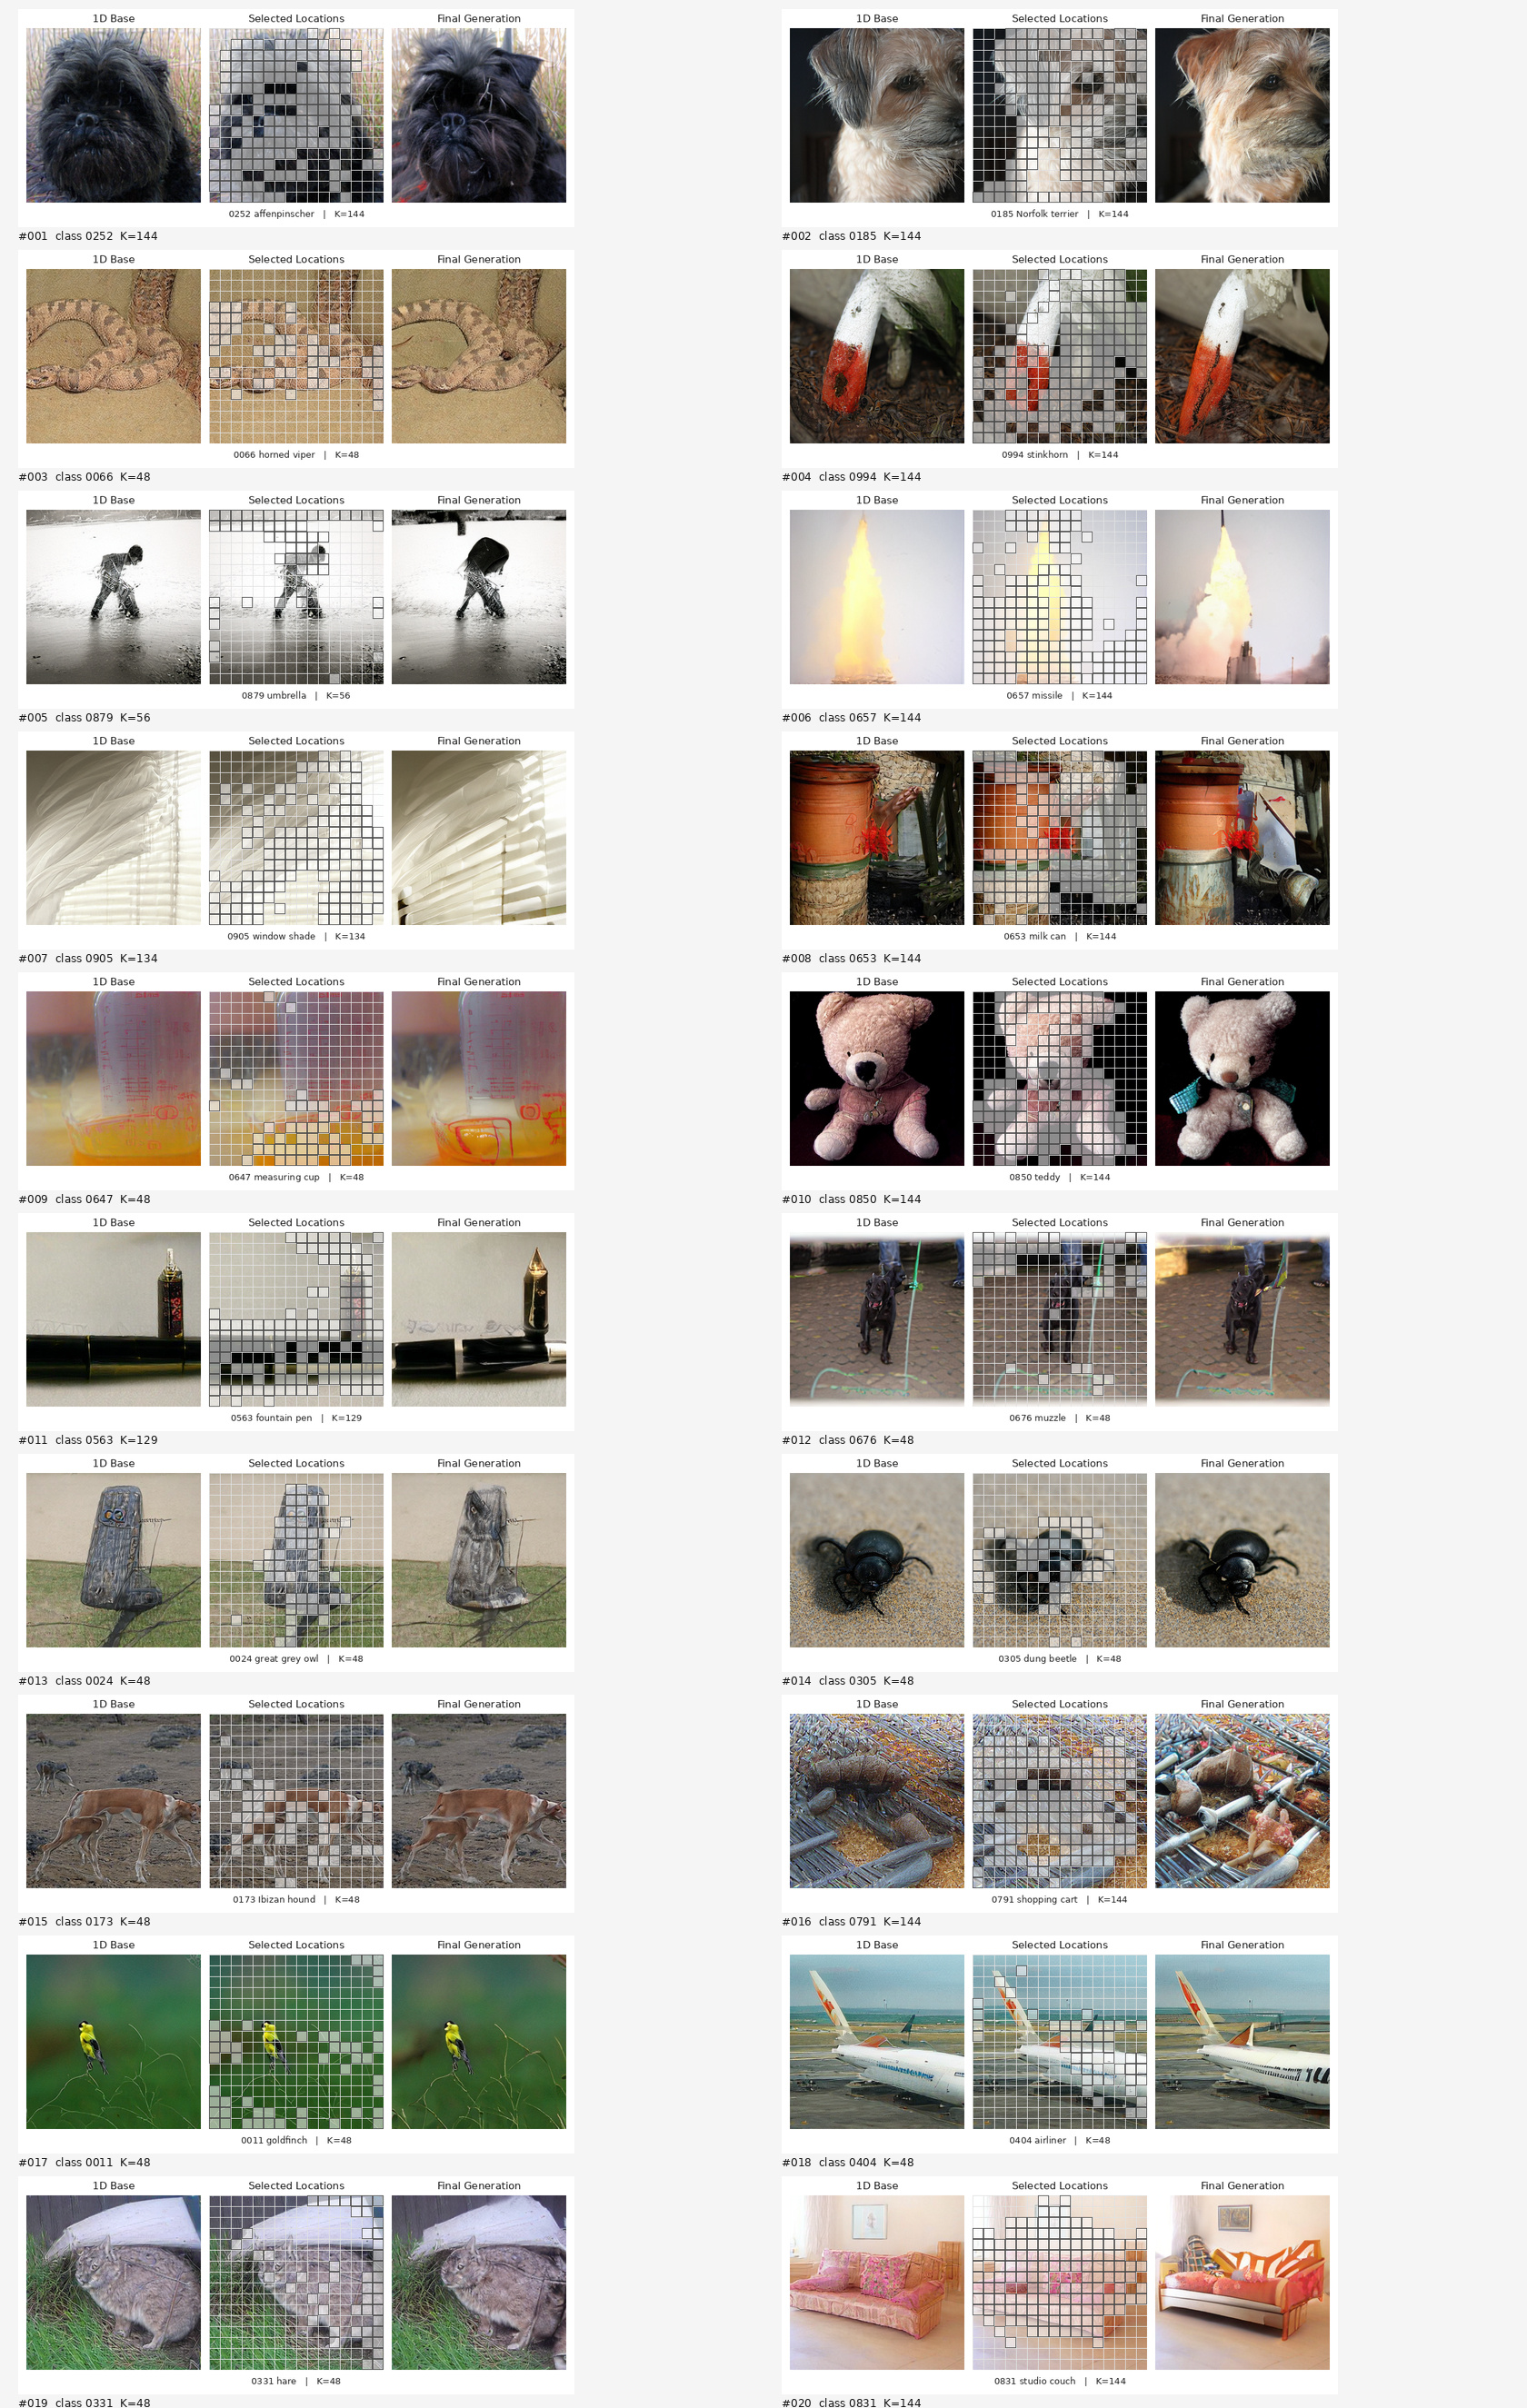 1D Base Selected Locations Final Generation 1D Base Selected Locations Final Generation
0252 affenpinscher | K=144 0185 Norfolk terrier | K=144
#001 class 0252 K=144 #002 class 0185 K=144
1D Base Selected Locations Final Generation 1D Base Selected Locations Final Generation
0066 horned viper | K=48 0994 stinkhorn | K=144
#003 class 0066 K=48 #004 class 0994 K=144
1D Base Selected Locations Final Generation 1D Base Selected Locations Final Generation
0879 umbrella | K=56 0657 missile | K=144
#005 class 0879 K=56 #006 class 0657 K=144
1D Base Selected Locations Final Generation 1D Base Selected Locations Final Generation
0905 window shade | K=134 0653 milk can | K=144
#007 class 0905 K=134 #008 class 0653 K=144
1D Base Selected Locations Final Generation 1D Base Selected Locations Final Generation
0647 measuring cup | K=48 0850 teddy | K=144
#009 class 0647 K=48 #010 class 0850 K=144
1D Base Selected Locations Final Generation 1D Base Selected Locations Final Generation
0563 fountain pen | K=129 0676 muzzle | K=48
#011 class 0563 K=129 #012 class 0676 K=48
1D Base Selected Locations Final Generation 1D Base Selected Locations Final Generation
0024 great grey owl | K=48 0305 dung beetle | K=48
#013 class 0024 K=48 #014 class 0305 K=48
1D Base Selected Locations Final Generation 1D Base Selected Locations Final Generation
0173 Ibizan hound | K=48 0791 shopping cart | K=144
#015 class 0173 K=48 #016 class 0791 K=144
1D Base Selected Locations Final Generation 1D Base Selected Locations Final Generation
0011 goldfinch | K=48 0404 airliner | K=48
#017 class 0011 K=48 #018 class 0404 K=48
1D Base Selected Locations Final Generation 1D Base Selected Locations Final Generation
0331 hare | K=48 0831 studio couch | K=144
#019 class 0331 K=48 #020 class 0831 K=144